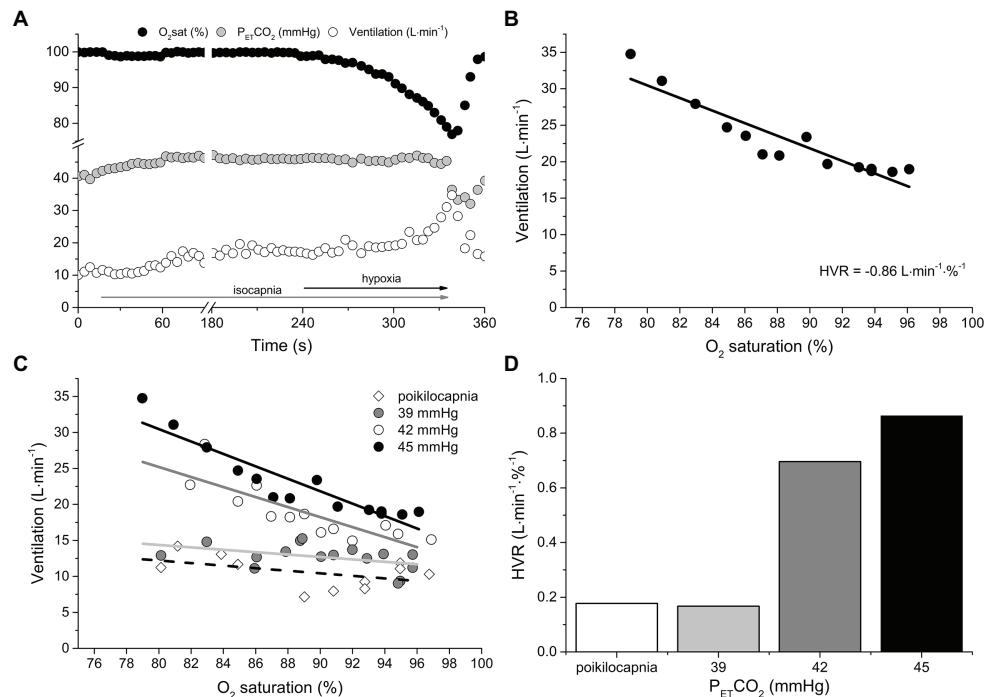 A
O₂sat (%) P_ETCO₂ (mmHg) Ventilation (L·min⁻¹)
100
90
80
40
30
20
10
0
isocapnia
hypoxia
0 60 180 240 300 360
Time (s)
B
Ventilation (L·min⁻¹)
35
30
25
20
15
10
5
0
HVR = -0.86 L·min⁻¹·%⁻¹
76 78 80 82 84 86 88 90 92 94 96 98 100
O₂ saturation (%)
C
Ventilation (L·min⁻¹)
35
30
25
20
15
10
5
0
poikilocapnia
39 mmHg
42 mmHg
45 mmHg
76 78 80 82 84 86 88 90 92 94 96 98 100
O₂ saturation (%)
D
HVR (L·min⁻¹·%⁻¹)
1.0
0.8
0.6
0.4
0.2
0.0
poikilocapnia 39 42 45
P_ETCO₂ (mmHg)